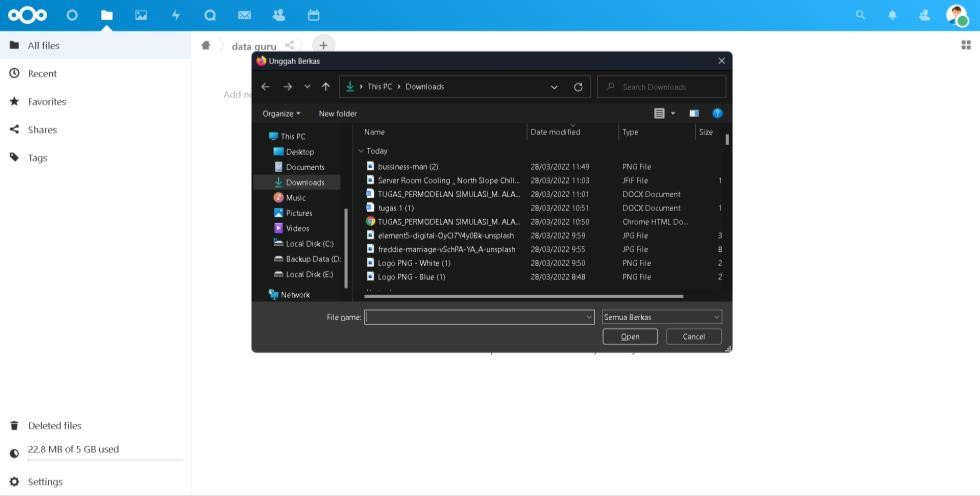 All files
Recent
Favorites
Shares
Tags
Deleted files
22.8 MB of 5 GB used
Settings
data guru
Unggah Berkas
This PC > Downloads
Search Downloads
Organize
New folder
This PC
Desktop
Documents
Downloads
Music
Pictures
Videos
Local Disk (C:)
Backup Data (D:
Local Disk (E:)
Network
Name Date modified Type Size
Today
bussiness-man (2) 28/03/2022 11:49 PNG File
Server Room Cooling _ North Slope Chill... 28/03/2022 11:03 JFIF File 1
TUGAS_PERMODELAN SIMULASI_M. ALA... 28/03/2022 11:01 DOCX Document
tugas 1 (1) 28/03/2022 10:51 DOCX Document 1
TUGAS_PERMODELAN SIMULASI_M. ALA... 28/03/2022 10:50 Chrome HTML Do...
element5-digital-OyCl7Y4y0Bk-unsplash 28/03/2022 9:59 JPG File 3
freddie-marriage-vSchPA-YA_A-unsplash 28/03/2022 9:55 JPG File 8
Logo PNG - White (1) 28/03/2022 9:50 PNG File 2
Logo PNG - Blue (1) 28/03/2022 8:48 PNG File 2
File name:
Semua Berkas
Open
Cancel